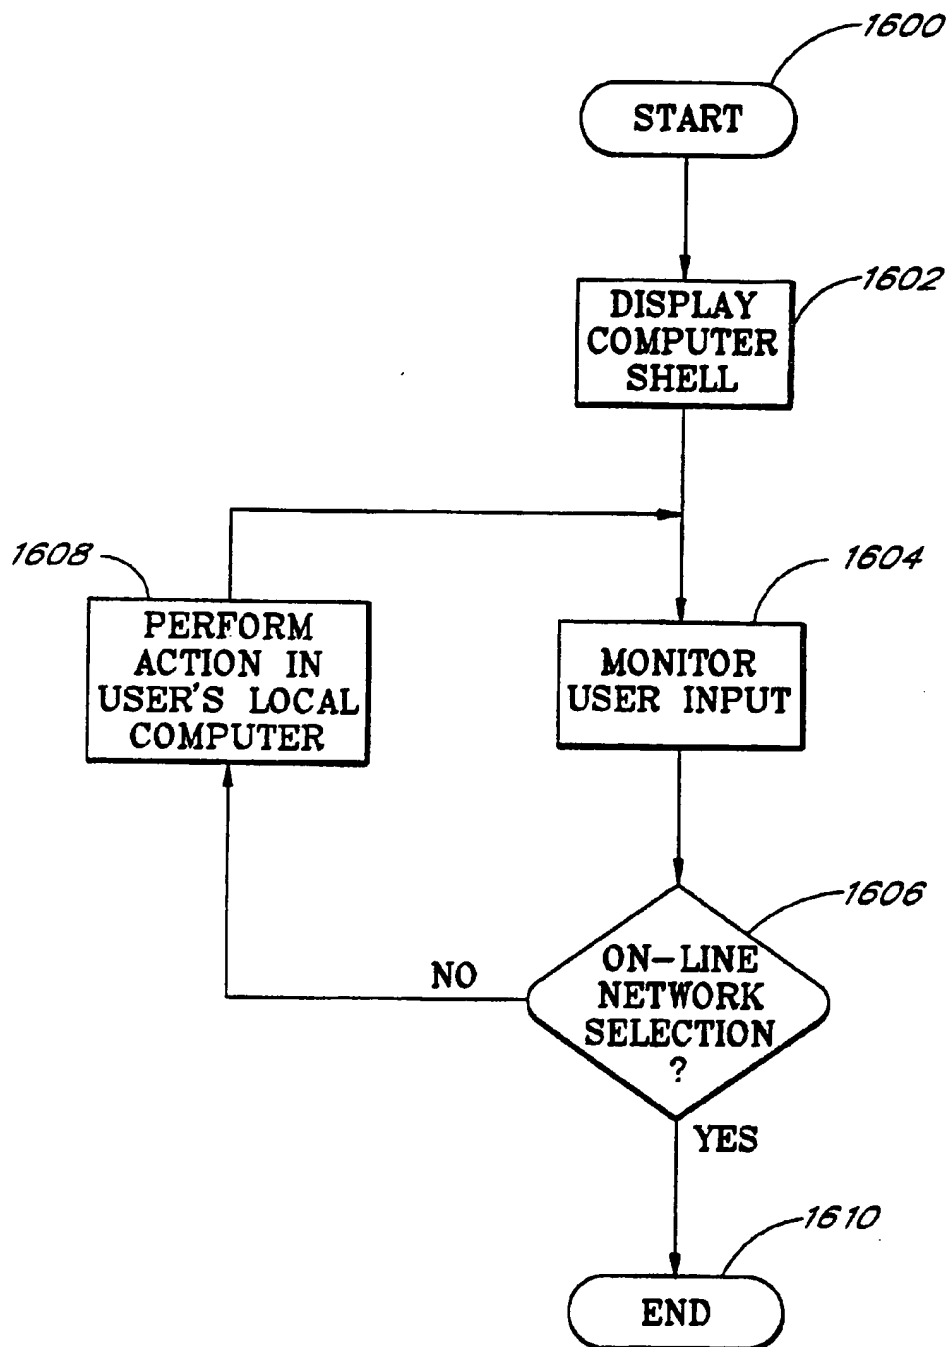 1600
START
1602
DISPLAY
COMPUTER
SHELL
1608
PERFORM
ACTION IN
USER'S LOCAL
COMPUTER
1604
MONITOR
USER INPUT
1606
ON-LINE
NETWORK
SELECTION
?
NO
YES
1610
END